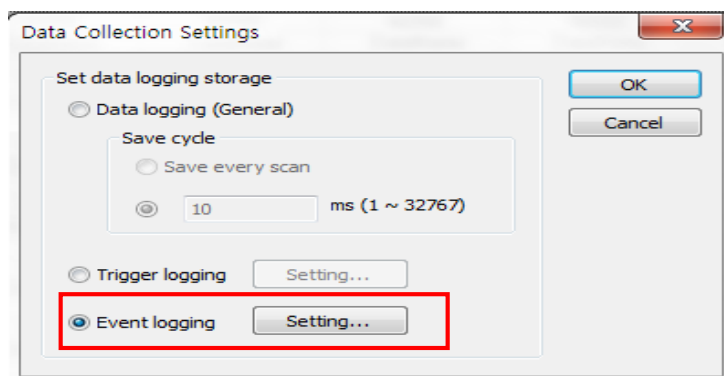 Data Collection Settings
Set data logging storage
Data logging (General)
Save cycle
Save every scan
10 ms (1 ~ 32767)
Trigger logging Setting...
Event logging Setting...
OK
Cancel